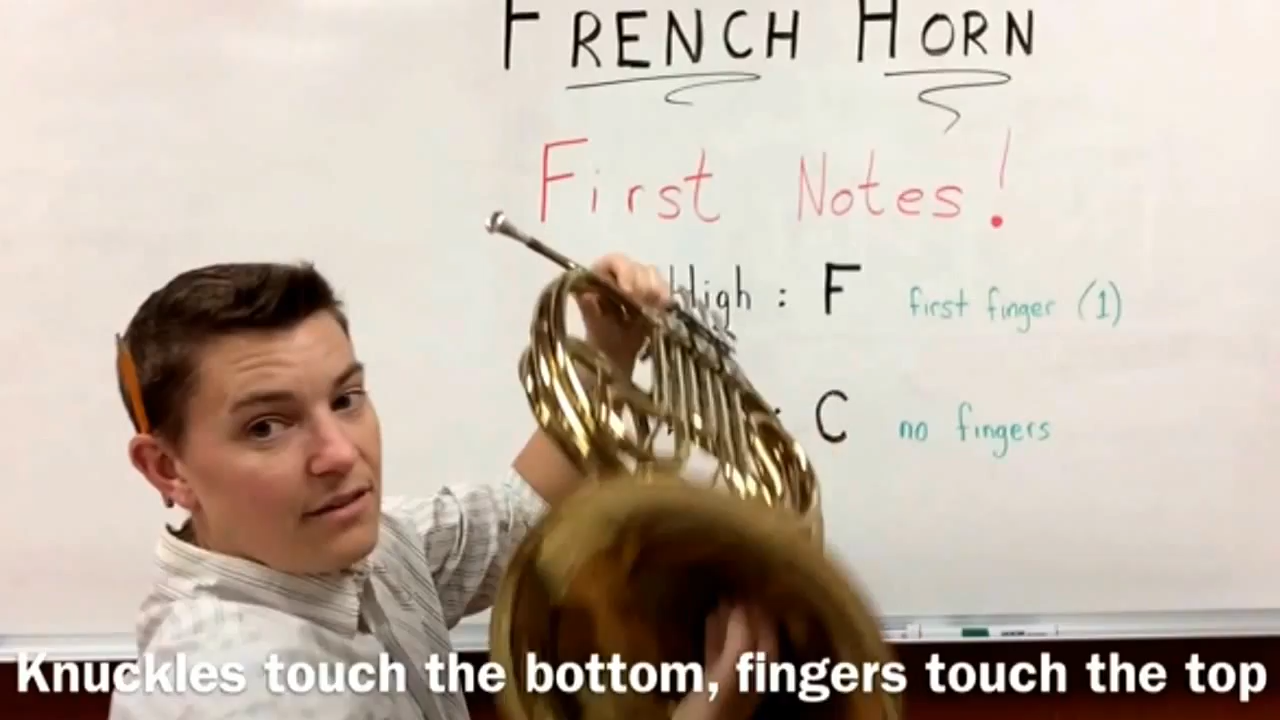 FRENCH HORN
First Notes!
High : F first finger (1)
: C no fingers
Knuckles touch the bottom, fingers touch the top